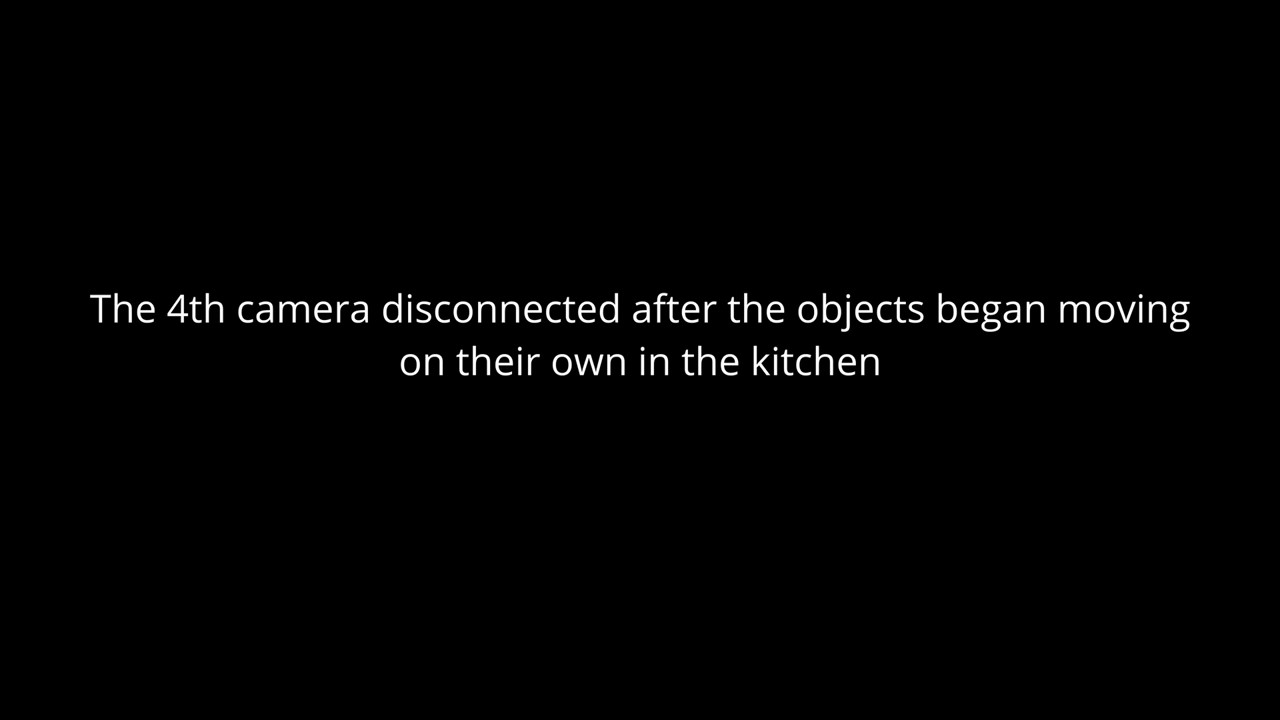 The 4th camera disconnected after the objects began moving
on their own in the kitchen